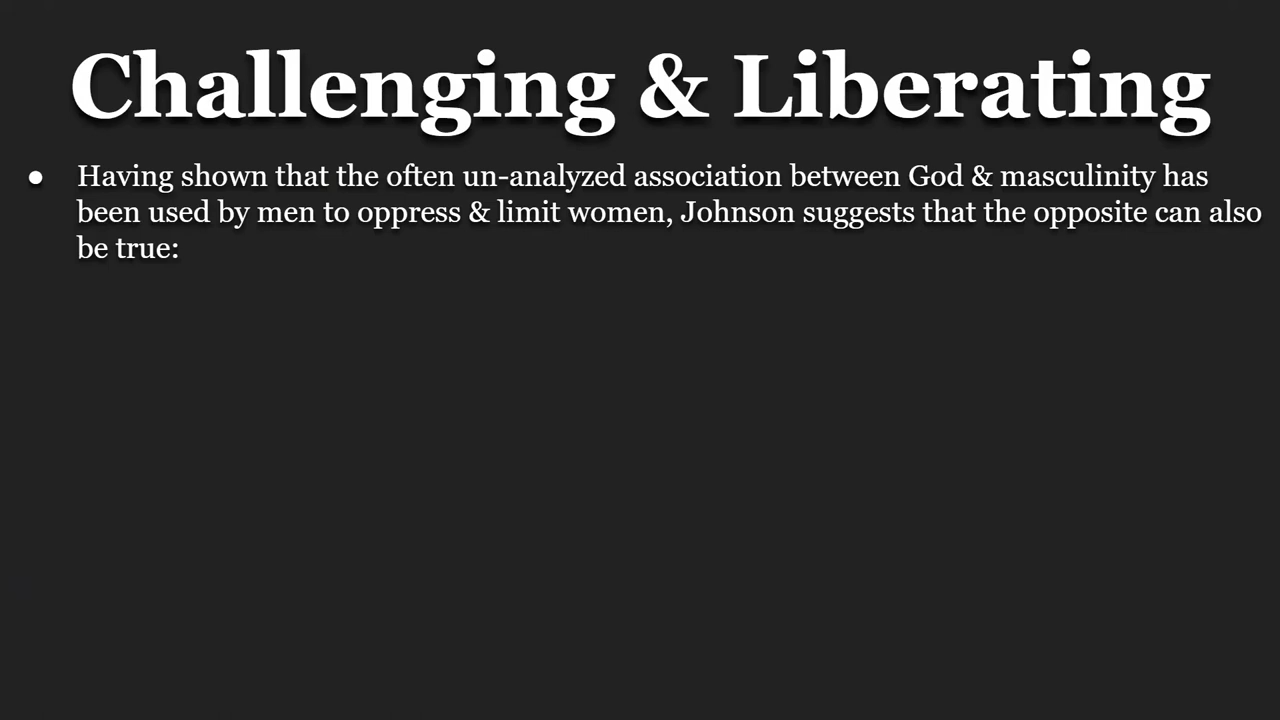 Challenging & Liberating
● Having shown that the often un-analyzed association between God & masculinity has
been used by men to oppress & limit women, Johnson suggests that the opposite can also
be true: